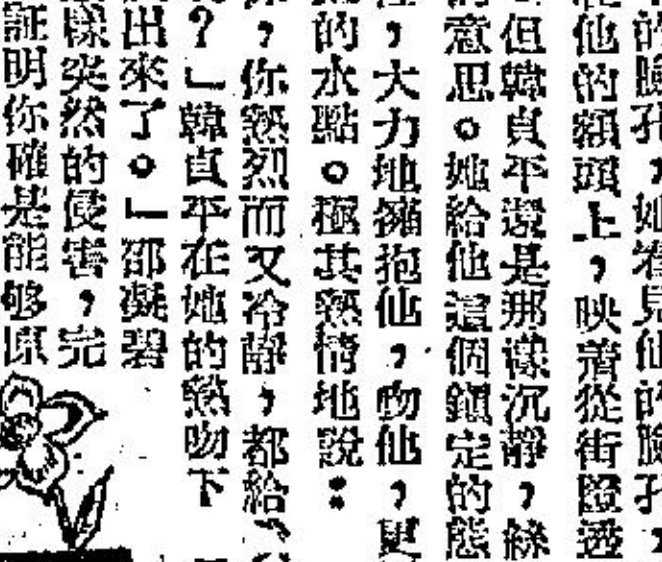 的臉孔，她看見他的臉孔，
他的額頭上，映着從街燈透
但韓貞平還是那樣沉靜，絲
意思。她給他這個鎮定的態
，大力地擁抱他，吻他，更
的水點。極其熱情地說：
，你熱烈而又冷靜，都給
？」韓貞平在她的熱吻下
出來了。」邵凝碧
樣突然的侵害，完
証明你確是能够原